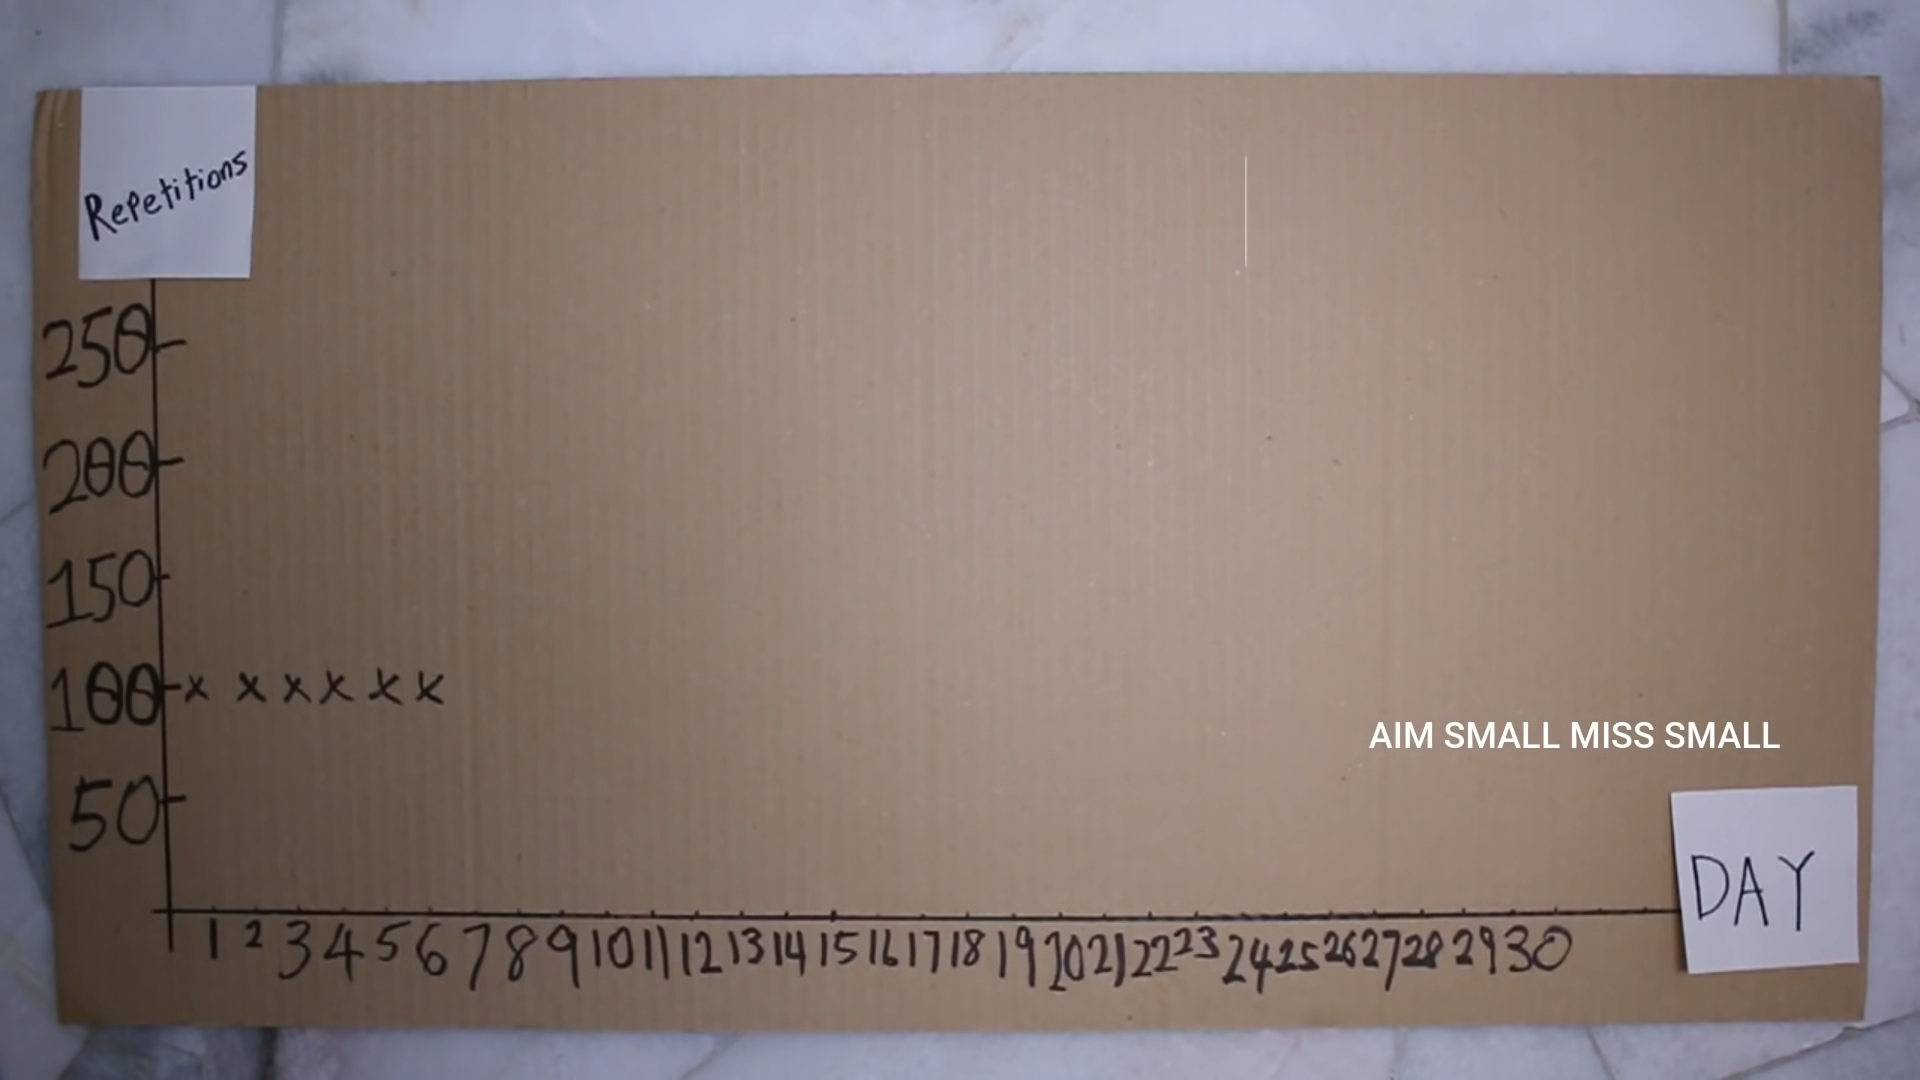 Repetitions
250
200
150
100 x x x x x x
AIM SMALL MISS SMALL
50
DAY
1 2 3 4 5 6 7 8 9 10 11 12 13 14 15 16 17 18 19 20 21 22 23 24 25 26 27 28 29 30